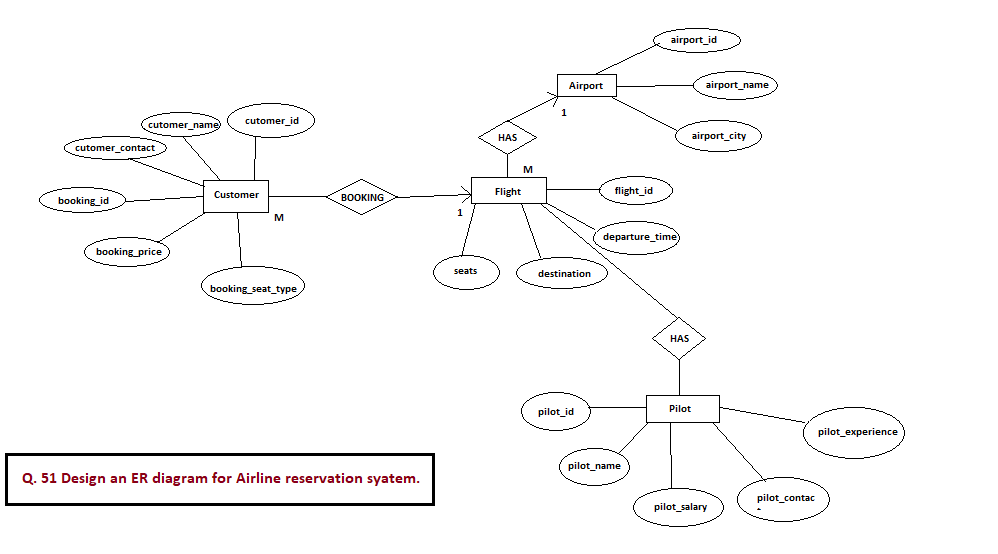 airport_id
Airport
airport_name
1
cutomer_name
cutomer_id
airport_city
HAS
cutomer_contact
M
Customer
BOOKING
Flight
flight_id
booking_id
M
1
departure_time
booking_price
seats
destination
booking_seat_type
HAS
pilot_id
Pilot
pilot_experience
pilot_name
Q. 51 Design an ER diagram for Airline reservation syatem.
pilot_salary
pilot_contac